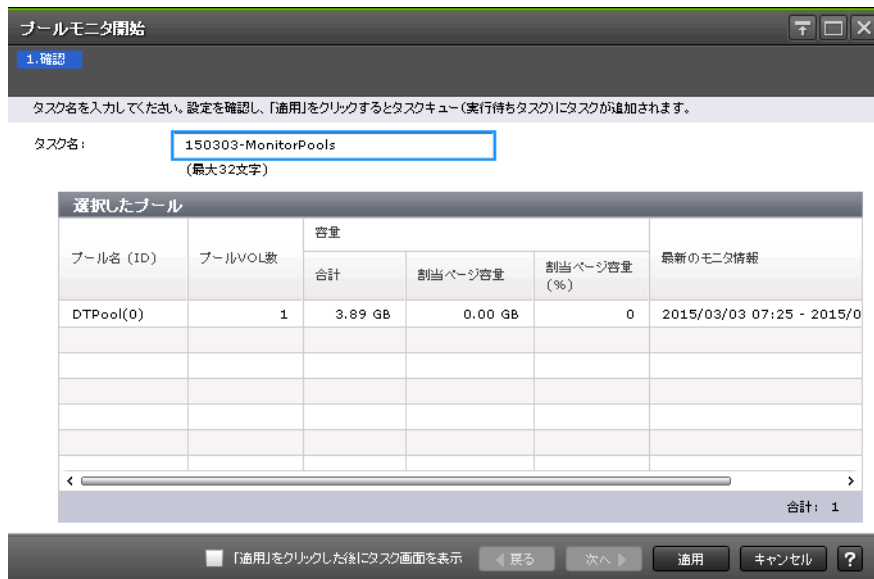 プールモニタ開始
1.確認
タスク名を入力してください。設定を確認し、「適用」をクリックするとタスクキュー(実行待ちタスク)にタスクが追加されます。
タスク名: 150303-MonitorPools
(最大32文字)
選択したプール
プール名 (ID) プールVOL数 容量 最新のモニタ情報
合計 割当ページ容量 割当ページ容量
(%)
DTPool(0) 1 3.89 GB 0.00 GB 0 2015/03/03 07:25 - 2015/0
合計: 1
「適用」をクリックした後にタスク画面を表示 戻る 次へ 適用 キャンセル ?